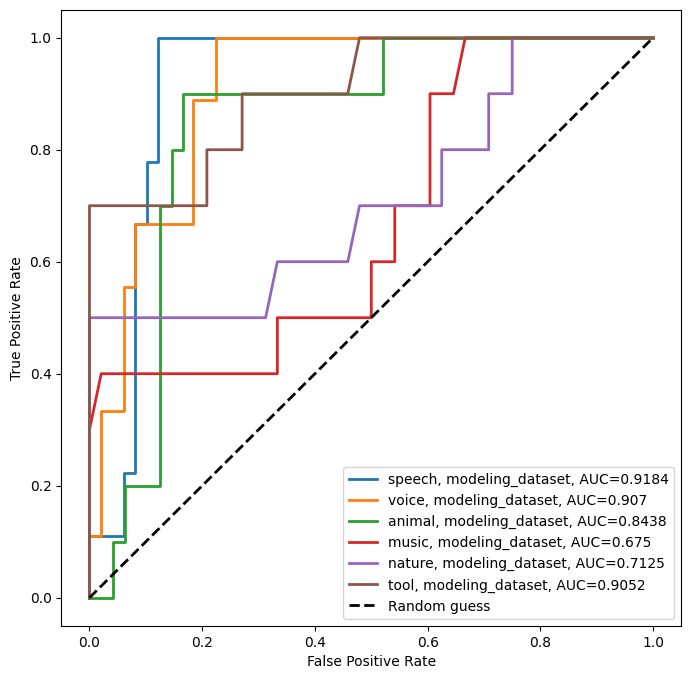 1.0
0.8
0.6
0.4
0.2
0.0
True Positive Rate
speech, modeling_dataset, AUC=0.9184
voice, modeling_dataset, AUC=0.907
animal, modeling_dataset, AUC=0.8438
music, modeling_dataset, AUC=0.675
nature, modeling_dataset, AUC=0.7125
tool, modeling_dataset, AUC=0.9052
Random guess
0.0 0.2 0.4 0.6 0.8 1.0
False Positive Rate